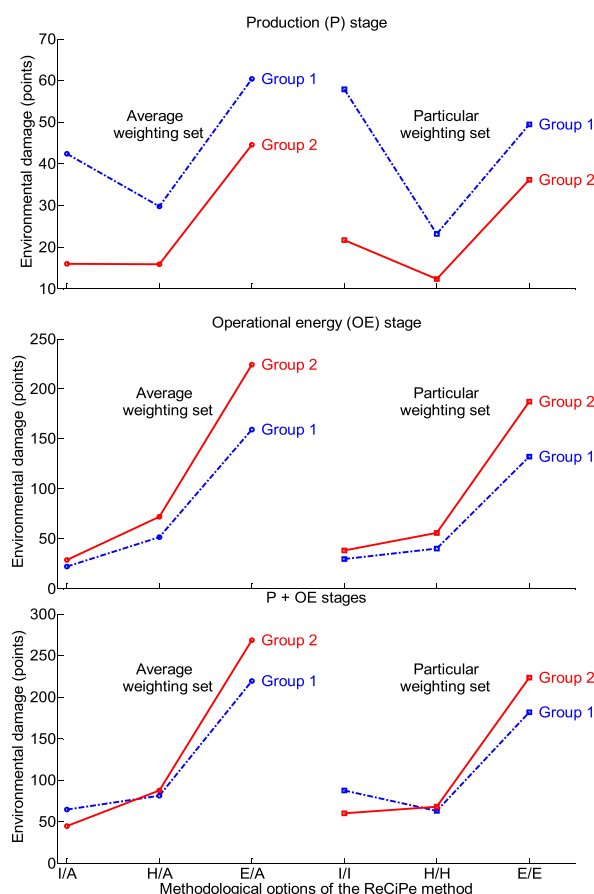 Production (P) stage
Environmental damage (points)
70
60
50
40
30
20
10
Average
weighting set
Group 1
Group 2
Particular
weighting set
Group 1
Group 2
Operational energy (OE) stage
Environmental damage (points)
250
200
150
100
50
0
Average
weighting set
Group 2
Group 1
Particular
weighting set
Group 2
Group 1
P + OE stages
Environmental damage (points)
300
250
200
150
100
50
0
Average
weighting set
Group 2
Group 1
Particular
weighting set
Group 2
Group 1
I/A H/A E/A I/I H/H E/E
Methodological options of the ReCiPe method